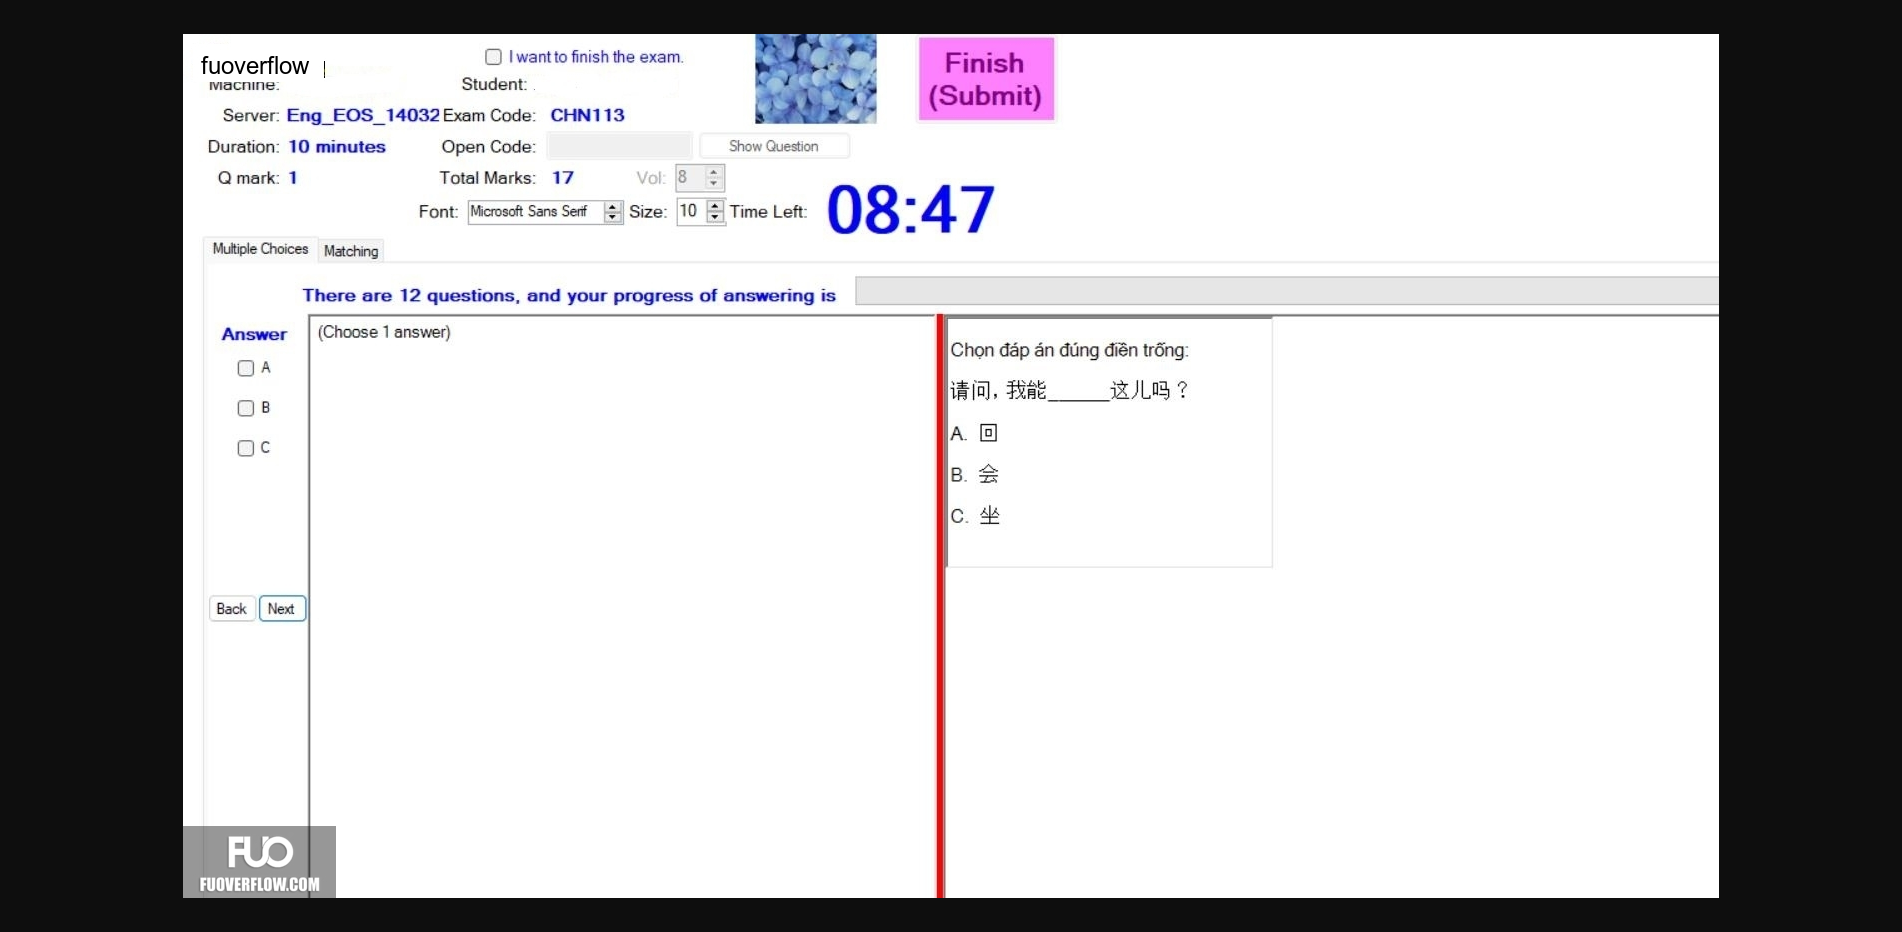 fuoverflow
I want to finish the exam.
Finish
(Submit)
Machine:
Student:
Server: Eng_EOS_14032 Exam Code: CHN113
Duration: 10 minutes Open Code: Show Question
Q mark: 1 Total Marks: 17 Vol: 8
Font: Microsoft Sans Serif Size: 10 Time Left: 08:47
Multiple Choices Matching
There are 12 questions, and your progress of answering is
Answer
A
B
C
Back Next
(Choose 1 answer)
Chọn đáp án đúng điền trống:
请问, 我能______这儿吗？
A. 回
B. 会
C. 坐
FUO
FUOVERFLOW.COM